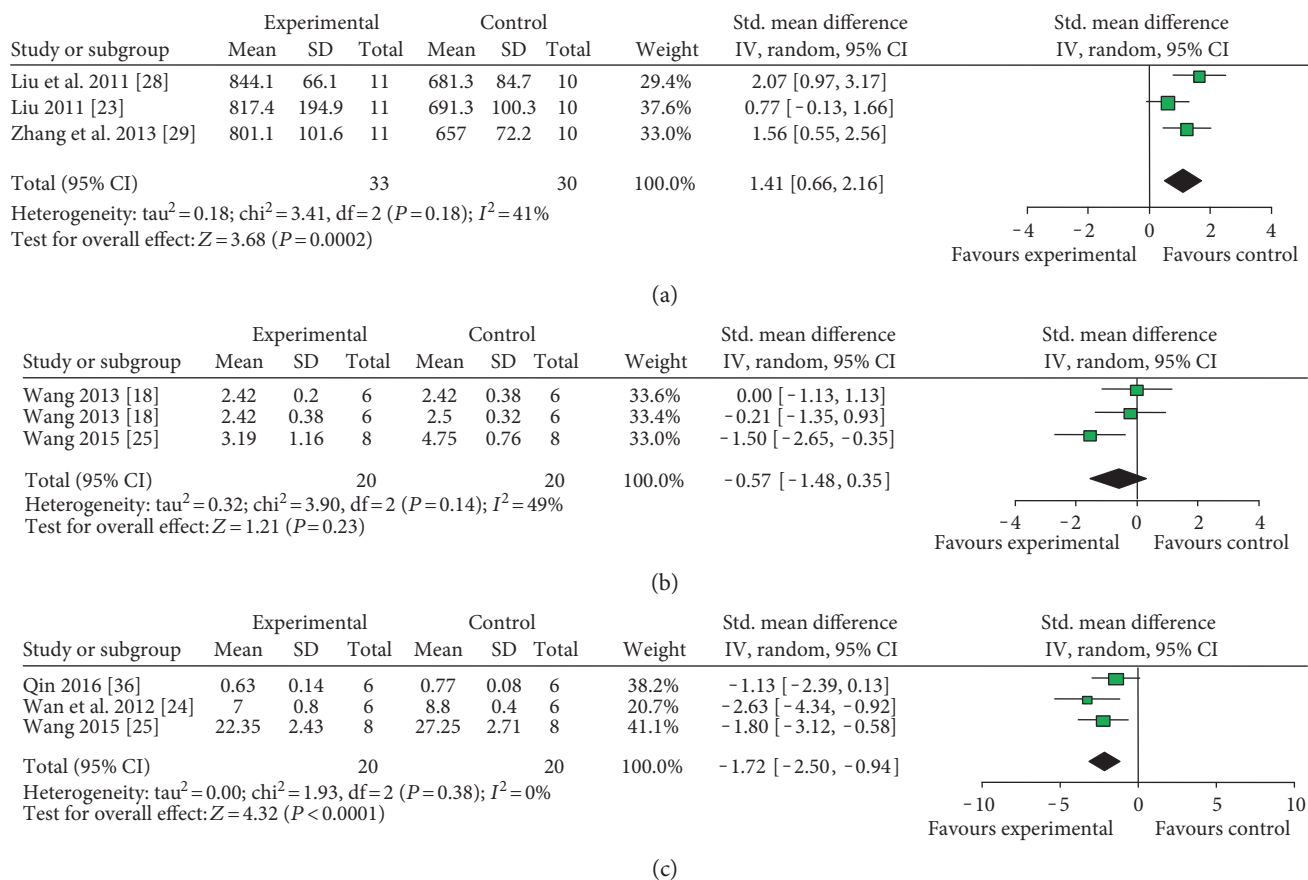 Experimental Control Std. mean difference Std. mean difference
Study or subgroup Mean SD Total Mean SD Total Weight IV, random, 95% CI IV, random, 95% CI
Liu et al. 2011 [28] 844.1 66.1 11 681.3 84.7 10 29.4% 2.07 [0.97, 3.17]
Liu 2011 [23] 817.4 194.9 11 691.3 100.3 10 37.6% 0.77 [−0.13, 1.66]
Zhang et al. 2013 [29] 801.1 101.6 11 657 72.2 10 33.0% 1.56 [0.55, 2.56]
Total (95% CI) 33 30 100.0% 1.41 [0.66, 2.16]
Heterogeneity: tau² = 0.18; chi² = 3.41, df = 2 (P = 0.18); I² = 41%
Test for overall effect: Z = 3.68 (P = 0.0002)
−4 −2 0 2 4
Favours experimental Favours control
(a)
Experimental Control Std. mean difference Std. mean difference
Study or subgroup Mean SD Total Mean SD Total Weight IV, random, 95% CI IV, random, 95% CI
Wang 2013 [18] 2.42 0.2 6 2.42 0.38 6 33.6% 0.00 [−1.13, 1.13]
Wang 2013 [18] 2.42 0.38 6 2.5 0.32 6 33.4% −0.21 [−1.35, 0.93]
Wang 2015 [25] 3.19 1.16 8 4.75 0.76 8 33.0% −1.50 [−2.65, −0.35]
Total (95% CI) 20 20 100.0% −0.57 [−1.48, 0.35]
Heterogeneity: tau² = 0.32; chi² = 3.90, df = 2 (P = 0.14); I² = 49%
Test for overall effect: Z = 1.21 (P = 0.23)
−4 −2 0 2 4
Favours experimental Favours control
(b)
Experimental Control Std. mean difference Std. mean difference
Study or subgroup Mean SD Total Mean SD Total Weight IV, random, 95% CI IV, random, 95% CI
Qin 2016 [36] 0.63 0.14 6 0.77 0.08 6 38.2% −1.13 [−2.39, 0.13]
Wan et al. 2012 [24] 7 0.8 6 8.8 0.4 6 20.7% −2.63 [−4.34, −0.92]
Wang 2015 [25] 22.35 2.43 8 27.25 2.71 8 41.1% −1.80 [−3.12, −0.58]
Total (95% CI) 20 20 100.0% −1.72 [−2.50, −0.94]
Heterogeneity: tau² = 0.00; chi² = 1.93, df = 2 (P = 0.38); I² = 0%
Test for overall effect: Z = 4.32 (P < 0.0001)
−10 −5 0 5 10
Favours experimental Favours control
(c)